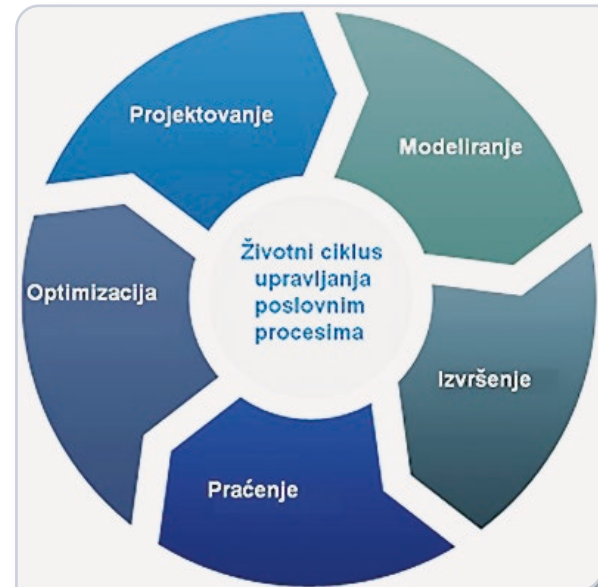 Projektovanje
Modeliranje
Izvršenje
Praćenje
Optimizacija
Životni ciklus
upravljanja
poslovnim
procesima